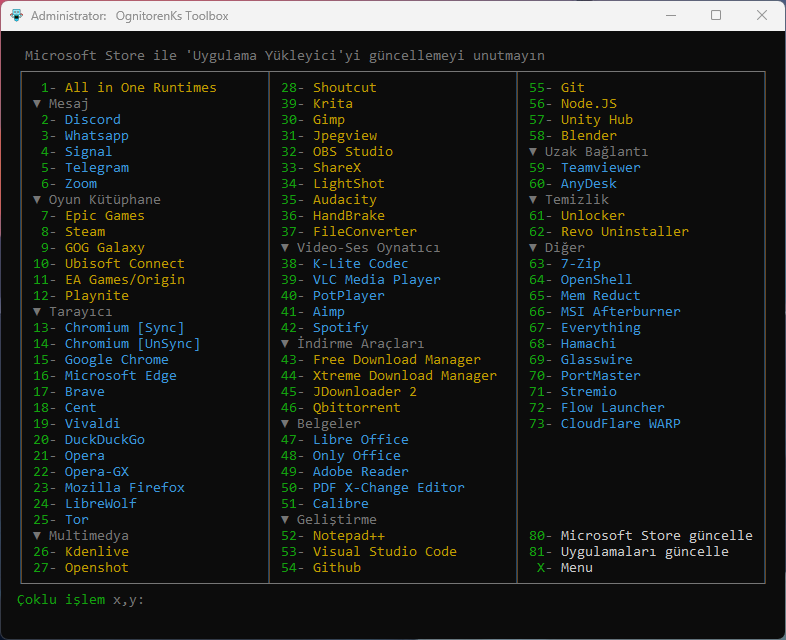 Administrator: OgnitorenKs Toolbox
Microsoft Store ile 'Uygulama Yükleyici'yi güncellemeyi unutmayın
1- All in One Runtimes
▼ Mesaj
2- Discord
3- Whatsapp
4- Signal
5- Telegram
6- Zoom
▼ Oyun Kütüphane
7- Epic Games
8- Steam
9- GOG Galaxy
10- Ubisoft Connect
11- EA Games/Origin
12- Playnite
▼ Tarayıcı
13- Chromium [Sync]
14- Chromium [UnSync]
15- Google Chrome
16- Microsoft Edge
17- Brave
18- Cent
19- Vivaldi
20- DuckDuckGo
21- Opera
22- Opera-GX
23- Mozilla Firefox
24- LibreWolf
25- Tor
▼ Multimedya
26- Kdenlive
27- Openshot
28- Shoutcut
39- Krita
30- Gimp
31- Jpegview
32- OBS Studio
33- ShareX
34- LightShot
35- Audacity
36- HandBrake
37- FileConverter
▼ Video-Ses Oynatıcı
38- K-Lite Codec
39- VLC Media Player
40- PotPlayer
41- Aimp
42- Spotify
▼ İndirme Araçları
43- Free Download Manager
44- Xtreme Download Manager
45- JDownloader 2
46- Qbittorrent
▼ Belgeler
47- Libre Office
48- Only Office
49- Adobe Reader
50- PDF X-Change Editor
51- Calibre
▼ Geliştirme
52- Notepad++
53- Visual Studio Code
54- Github
55- Git
56- Node.JS
57- Unity Hub
58- Blender
▼ Uzak Bağlantı
59- Teamviewer
60- AnyDesk
▼ Temizlik
61- Unlocker
62- Revo Uninstaller
▼ Diğer
63- 7-Zip
64- OpenShell
65- Mem Reduct
66- MSI Afterburner
67- Everything
68- Hamachi
69- Glasswire
70- PortMaster
71- Stremio
72- Flow Launcher
73- CloudFlare WARP
80- Microsoft Store güncelle
81- Uygulamaları güncelle
X- Menu
Çoklu işlem x,y: